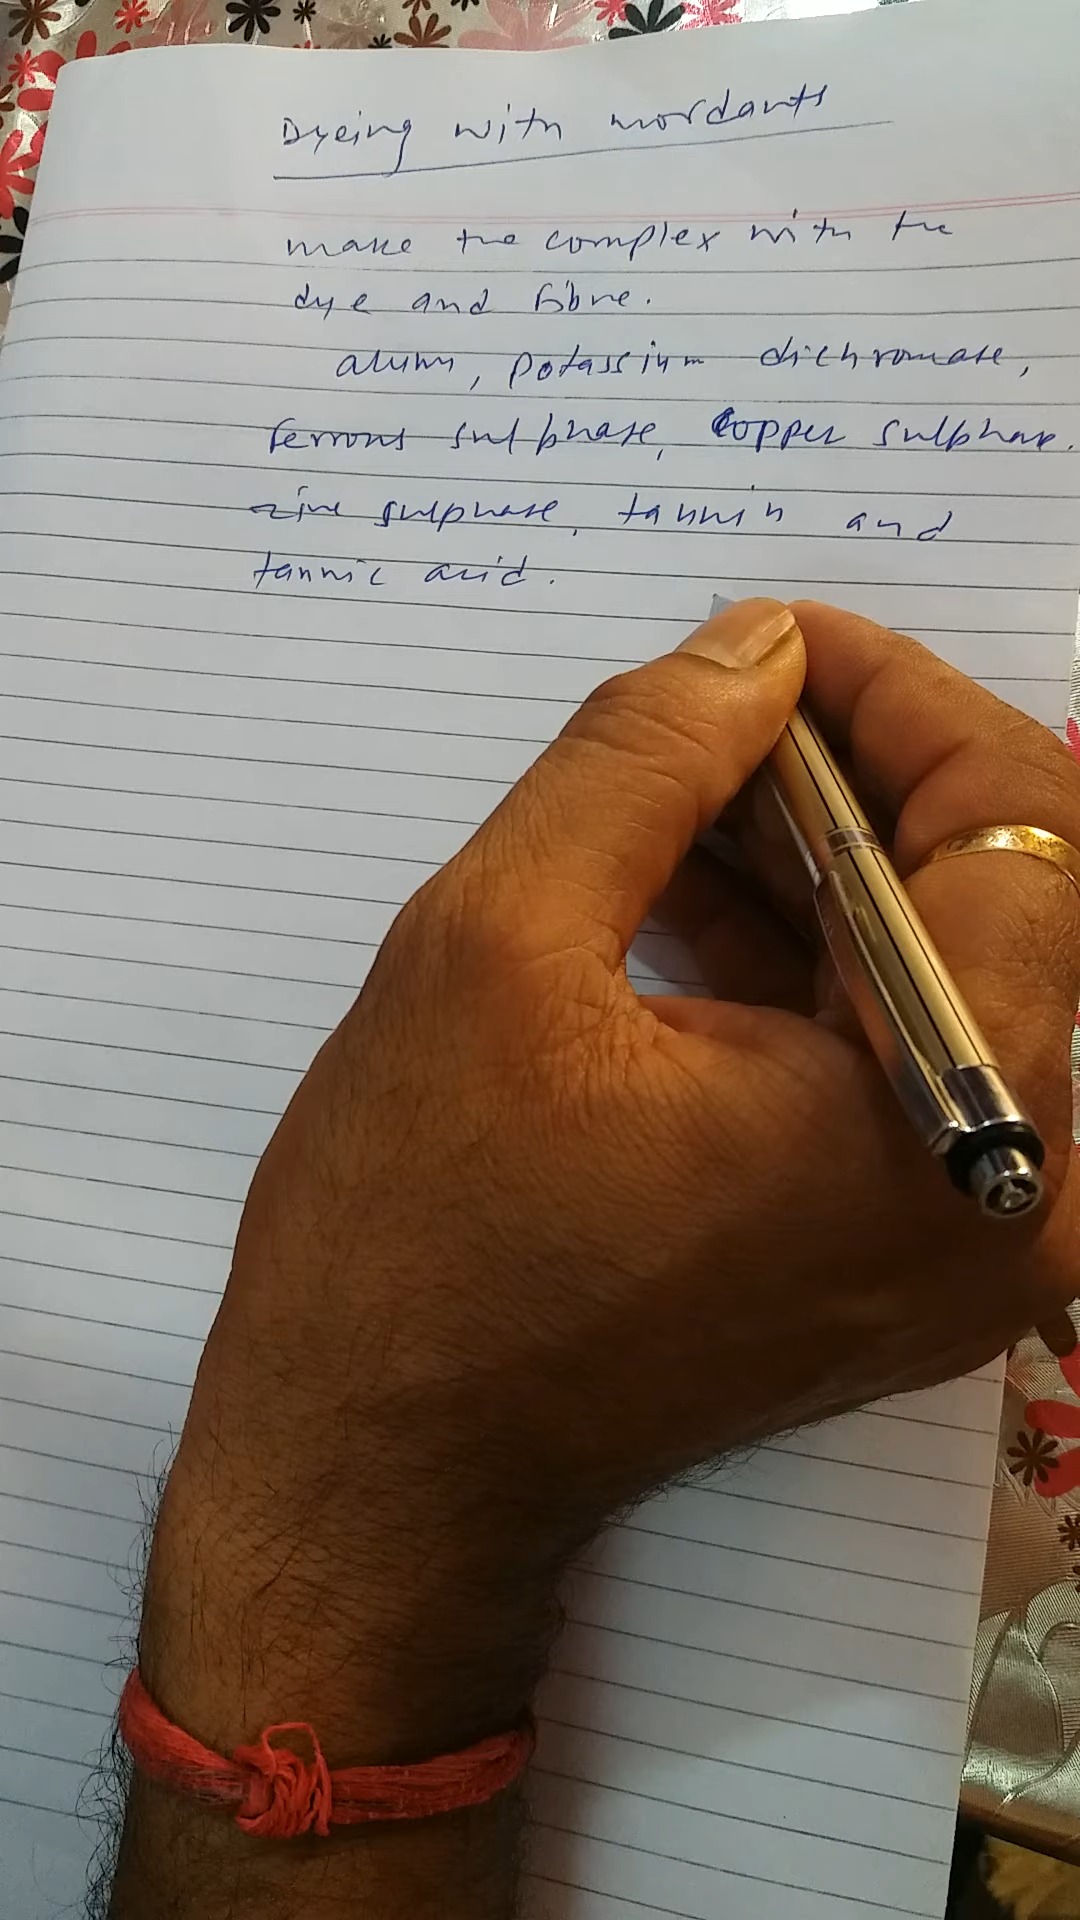 Dyeing with mordants
make the complex with the
dye and fibre.
alum, potassium dichromate,
ferrous sulphate, copper sulphate.
zinc sulphate, tannin and
tannic acid.